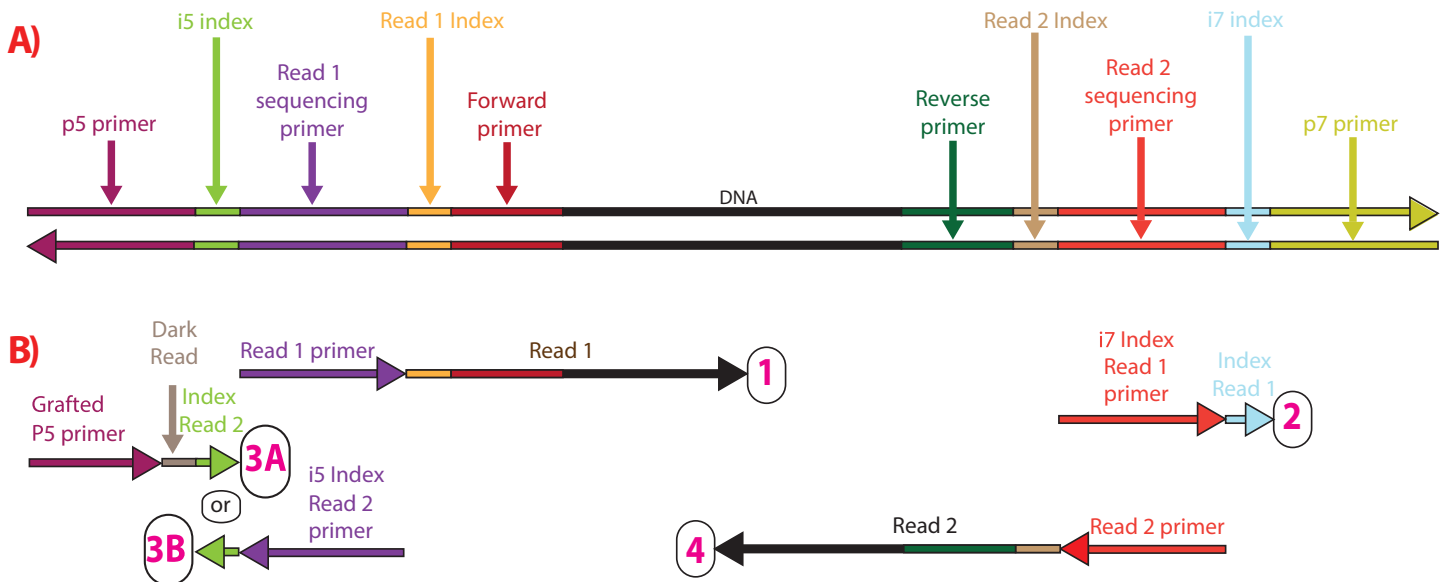 A)
i5 index
Read 1 Index
Read 2 Index
i7 index
Read 1
sequencing
primer
Read 2
sequencing
primer
p5 primer
Forward
primer
Reverse
primer
p7 primer
DNA
B)
Dark
Read
Read 1 primer
Read 1
1
i7 Index
Read 1
primer
Index
Read 1
2
Grafted
P5 primer
Index
Read 2
3A
or
i5 Index
Read 2
primer
3B
4
Read 2
Read 2 primer